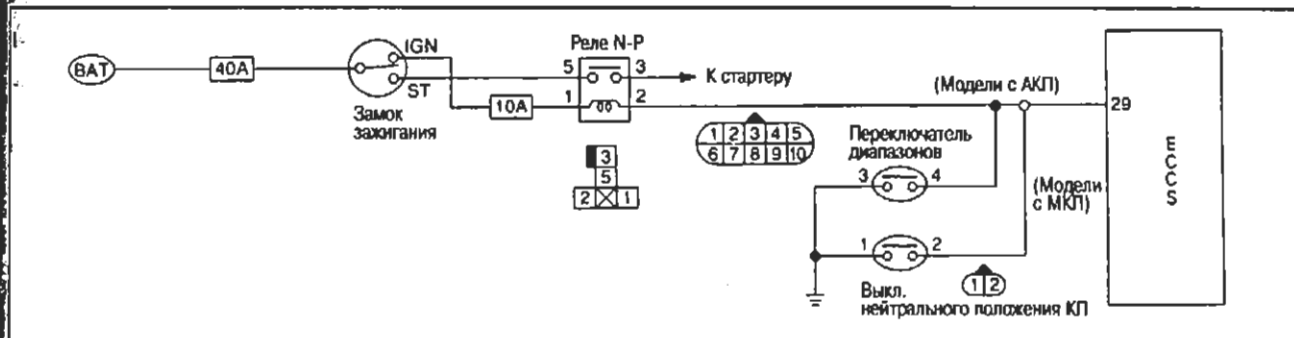 BAT
40A
IGN
ST
Замок
зажигания
10A
Реле N-P
5 3
1 2
К стартеру
3
5
2 1
1 2 3 4 5
6 7 8 9 10
(Модели с АКП)
Переключатель
диапазонов
3 4
(Модели
с МКП)
1 2
1 2
Выкл.
нейтрального положения КП
29
E
C
C
S